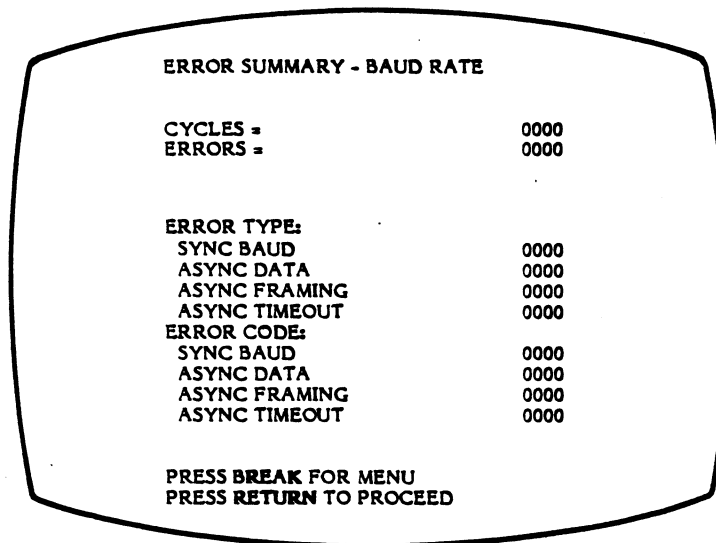 ERROR SUMMARY - BAUD RATE
CYCLES = 0000
ERRORS = 0000
ERROR TYPE:
SYNC BAUD 0000
ASYNC DATA 0000
ASYNC FRAMING 0000
ASYNC TIMEOUT 0000
ERROR CODE:
SYNC BAUD 0000
ASYNC DATA 0000
ASYNC FRAMING 0000
ASYNC TIMEOUT 0000
PRESS BREAK FOR MENU
PRESS RETURN TO PROCEED